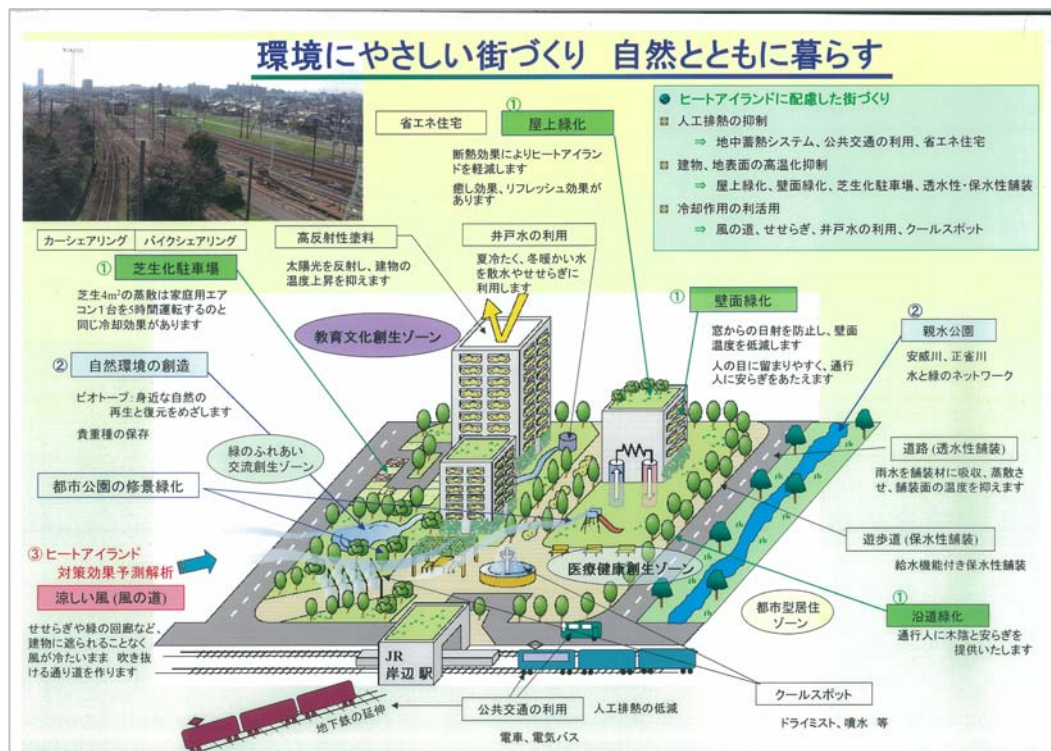 環境にやさしい街づくり 自然とともに暮らす
● ヒートアイランドに配慮した街づくり
人工排熱の抑制
⇒ 地中蓄熱システム、公共交通の利用、省エネ住宅
建物、地表面の高温化抑制
⇒ 屋上緑化、壁面緑化、芝生化駐車場、透水性・保水性舗装
冷却作用の利活用
⇒ 風の道、せせらぎ、井戸水の利用、クールスポット
省エネ住宅
①
屋上緑化
断熱効果によりヒートアイラン
ドを軽減します
癒し効果、リフレッシュ効果が
あります
カーシェアリング
バイクシェアリング
① 芝生化駐車場
芝生4m²の蒸散は家庭用エア
コン1台を5時間運転するのと
同じ冷却効果があります
高反射性塗料
太陽光を反射し、建物の
温度上昇を抑えます
井戸水の利用
夏冷たく、冬暖かい水
を散水やせせらぎに
利用します
① 壁面緑化
窓からの日射を防止し、壁面
温度を低減します
人の目に留まりやすく、通行
人に安らぎをあたえます
②
親水公園
安威川、正雀川
水と緑のネットワーク
教育文化創生ゾーン
② 自然環境の創造
ビオトープ:身近な自然の
再生と復元をめざします
貴重種の保存
緑のふれあい
交流創生ゾーン
都市公園の修景緑化
道路(透水性舗装)
雨水を舗装材に吸収、蒸散さ
せ、舗装面の温度を抑えます
遊歩道(保水性舗装)
給水機能付き保水性舗装
③ ヒートアイランド
対策効果予測解析
涼しい風(風の道)
せせらぎや緑の回廊など、
建物に遮られることなく
風が冷たいまま 吹き抜
ける通り道を作ります
医療健康創生ゾーン
都市型居住
ゾーン
①
沿道緑化
通行人に木陰と安らぎを
提供いたします
JR
岸辺駅
地下鉄の延伸
公共交通の利用
人工排熱の低減
電車、電気バス
クールスポット
ドライミスト、噴水 等